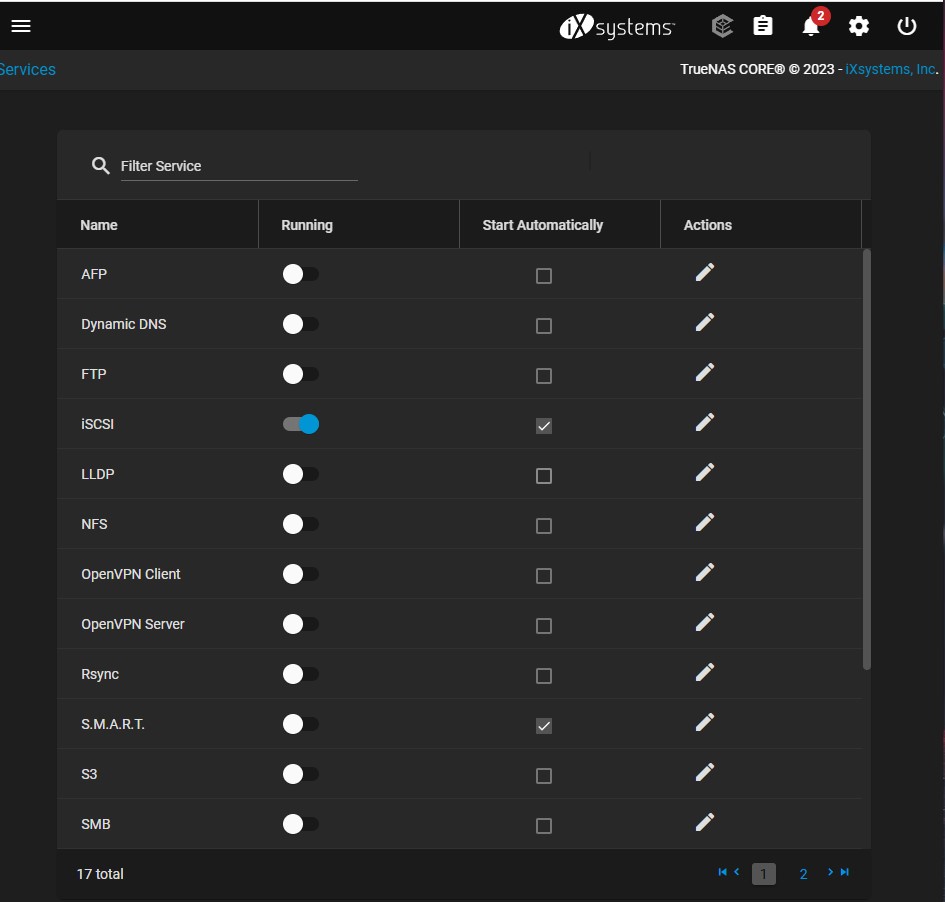 iXsystems™
2
Services
TrueNAS CORE® © 2023 - iXsystems, Inc.
Filter Service
Name Running Start Automatically Actions
AFP
Dynamic DNS
FTP
iSCSI
LLDP
NFS
OpenVPN Client
OpenVPN Server
Rsync
S.M.A.R.T.
S3
SMB
17 total 1 2